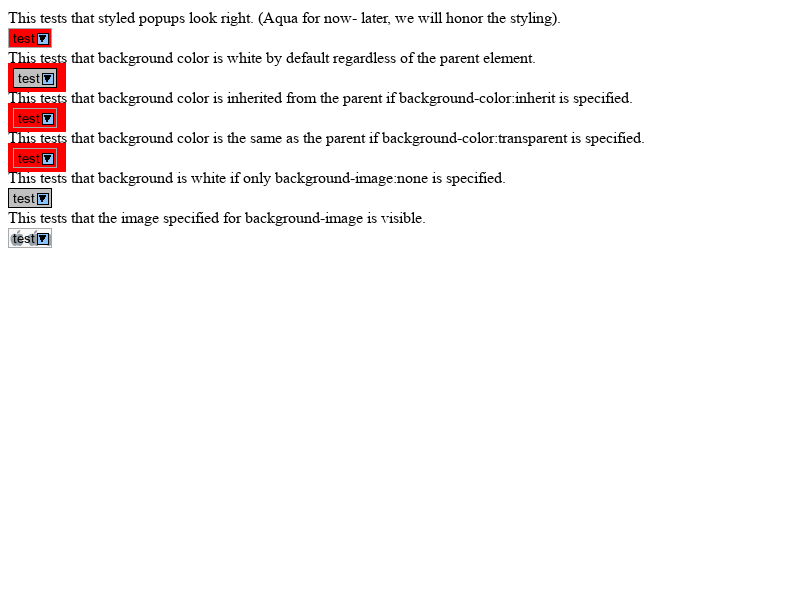 This tests that styled popups look right. (Aqua for now- later, we will honor the styling).
test
This tests that background color is white by default regardless of the parent element.
test
This tests that background color is inherited from the parent if background-color:inherit is specified.
test
This tests that background color is the same as the parent if background-color:transparent is specified.
test
This tests that background is white if only background-image:none is specified.
test
This tests that the image specified for background-image is visible.
test